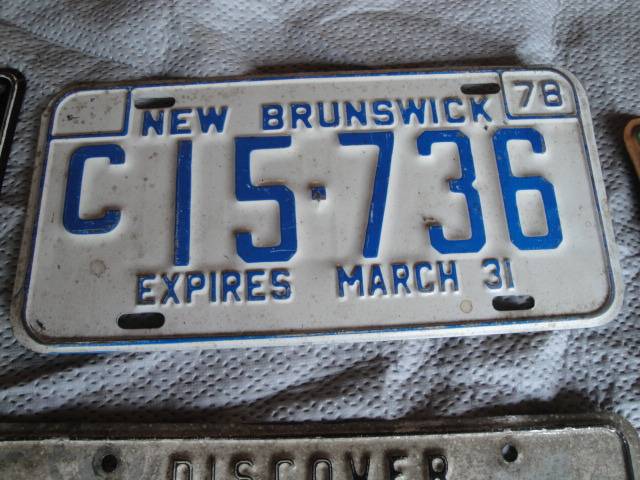 NEW BRUNSWICK 78
C15·736
EXPIRES MARCH 31
DISCOVER